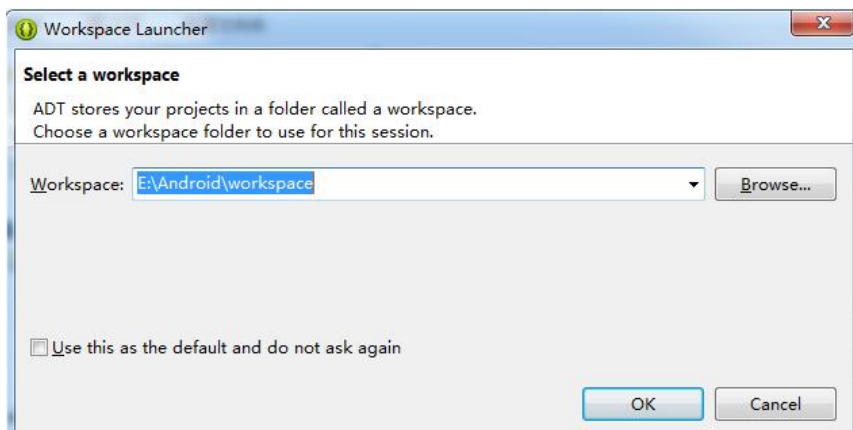 Workspace Launcher
Select a workspace
ADT stores your projects in a folder called a workspace.
Choose a workspace folder to use for this session.
Workspace: E:\Android\workspace Browse...
Use this as the default and do not ask again
OK Cancel